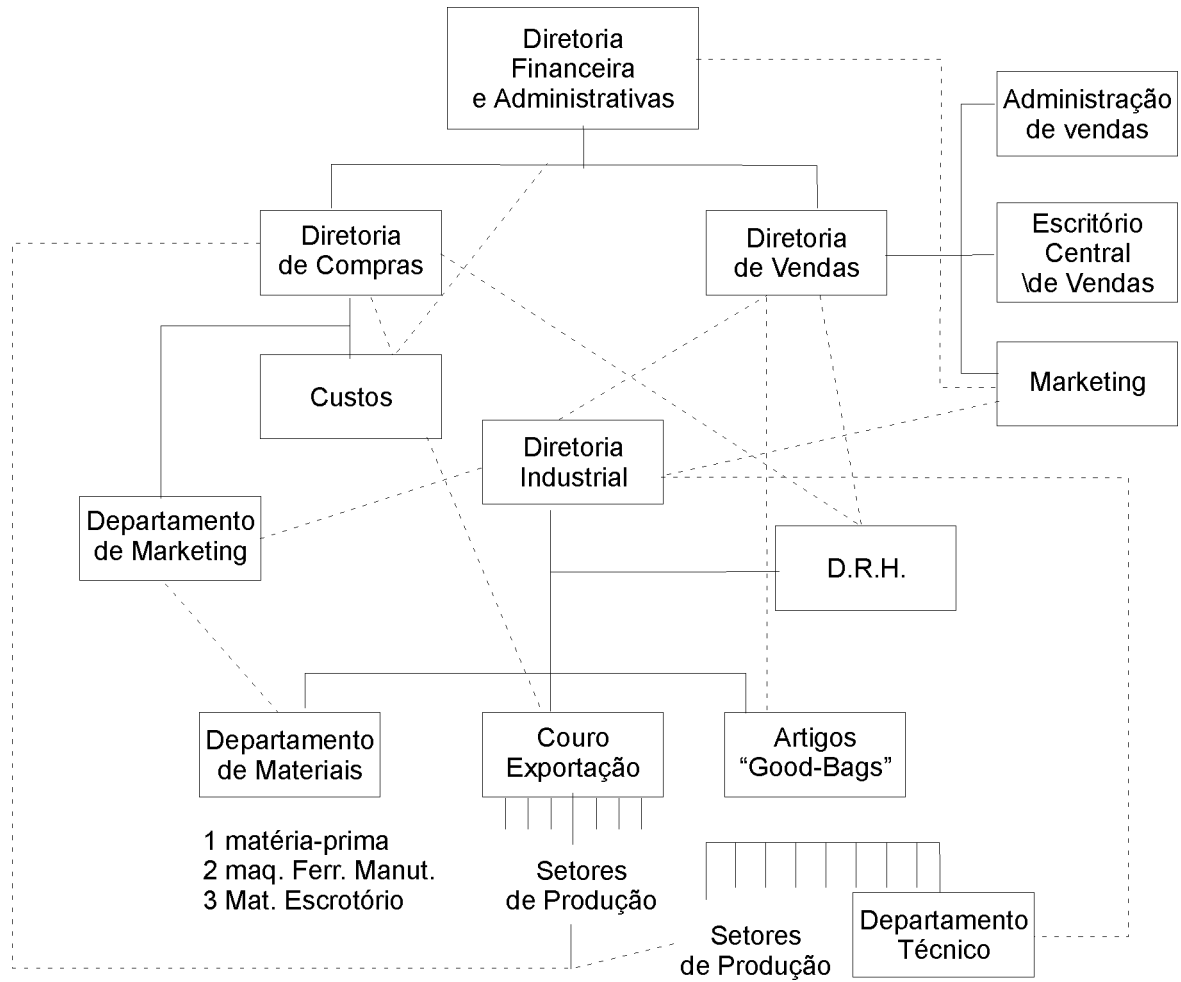 Diretoria
Financeira
e Administrativas
Administração
de vendas
Diretoria
de Compras
Diretoria
de Vendas
Escritório
Central
\de Vendas
Custos
Marketing
Diretoria
Industrial
Departamento
de Marketing
D.R.H.
Departamento
de Materiais
Couro
Exportação
Artigos
“Good-Bags”
1 matéria-prima
2 maq. Ferr. Manut.
3 Mat. Escrotório
Setores
de Produção
Setores
de Produção
Departamento
Técnico